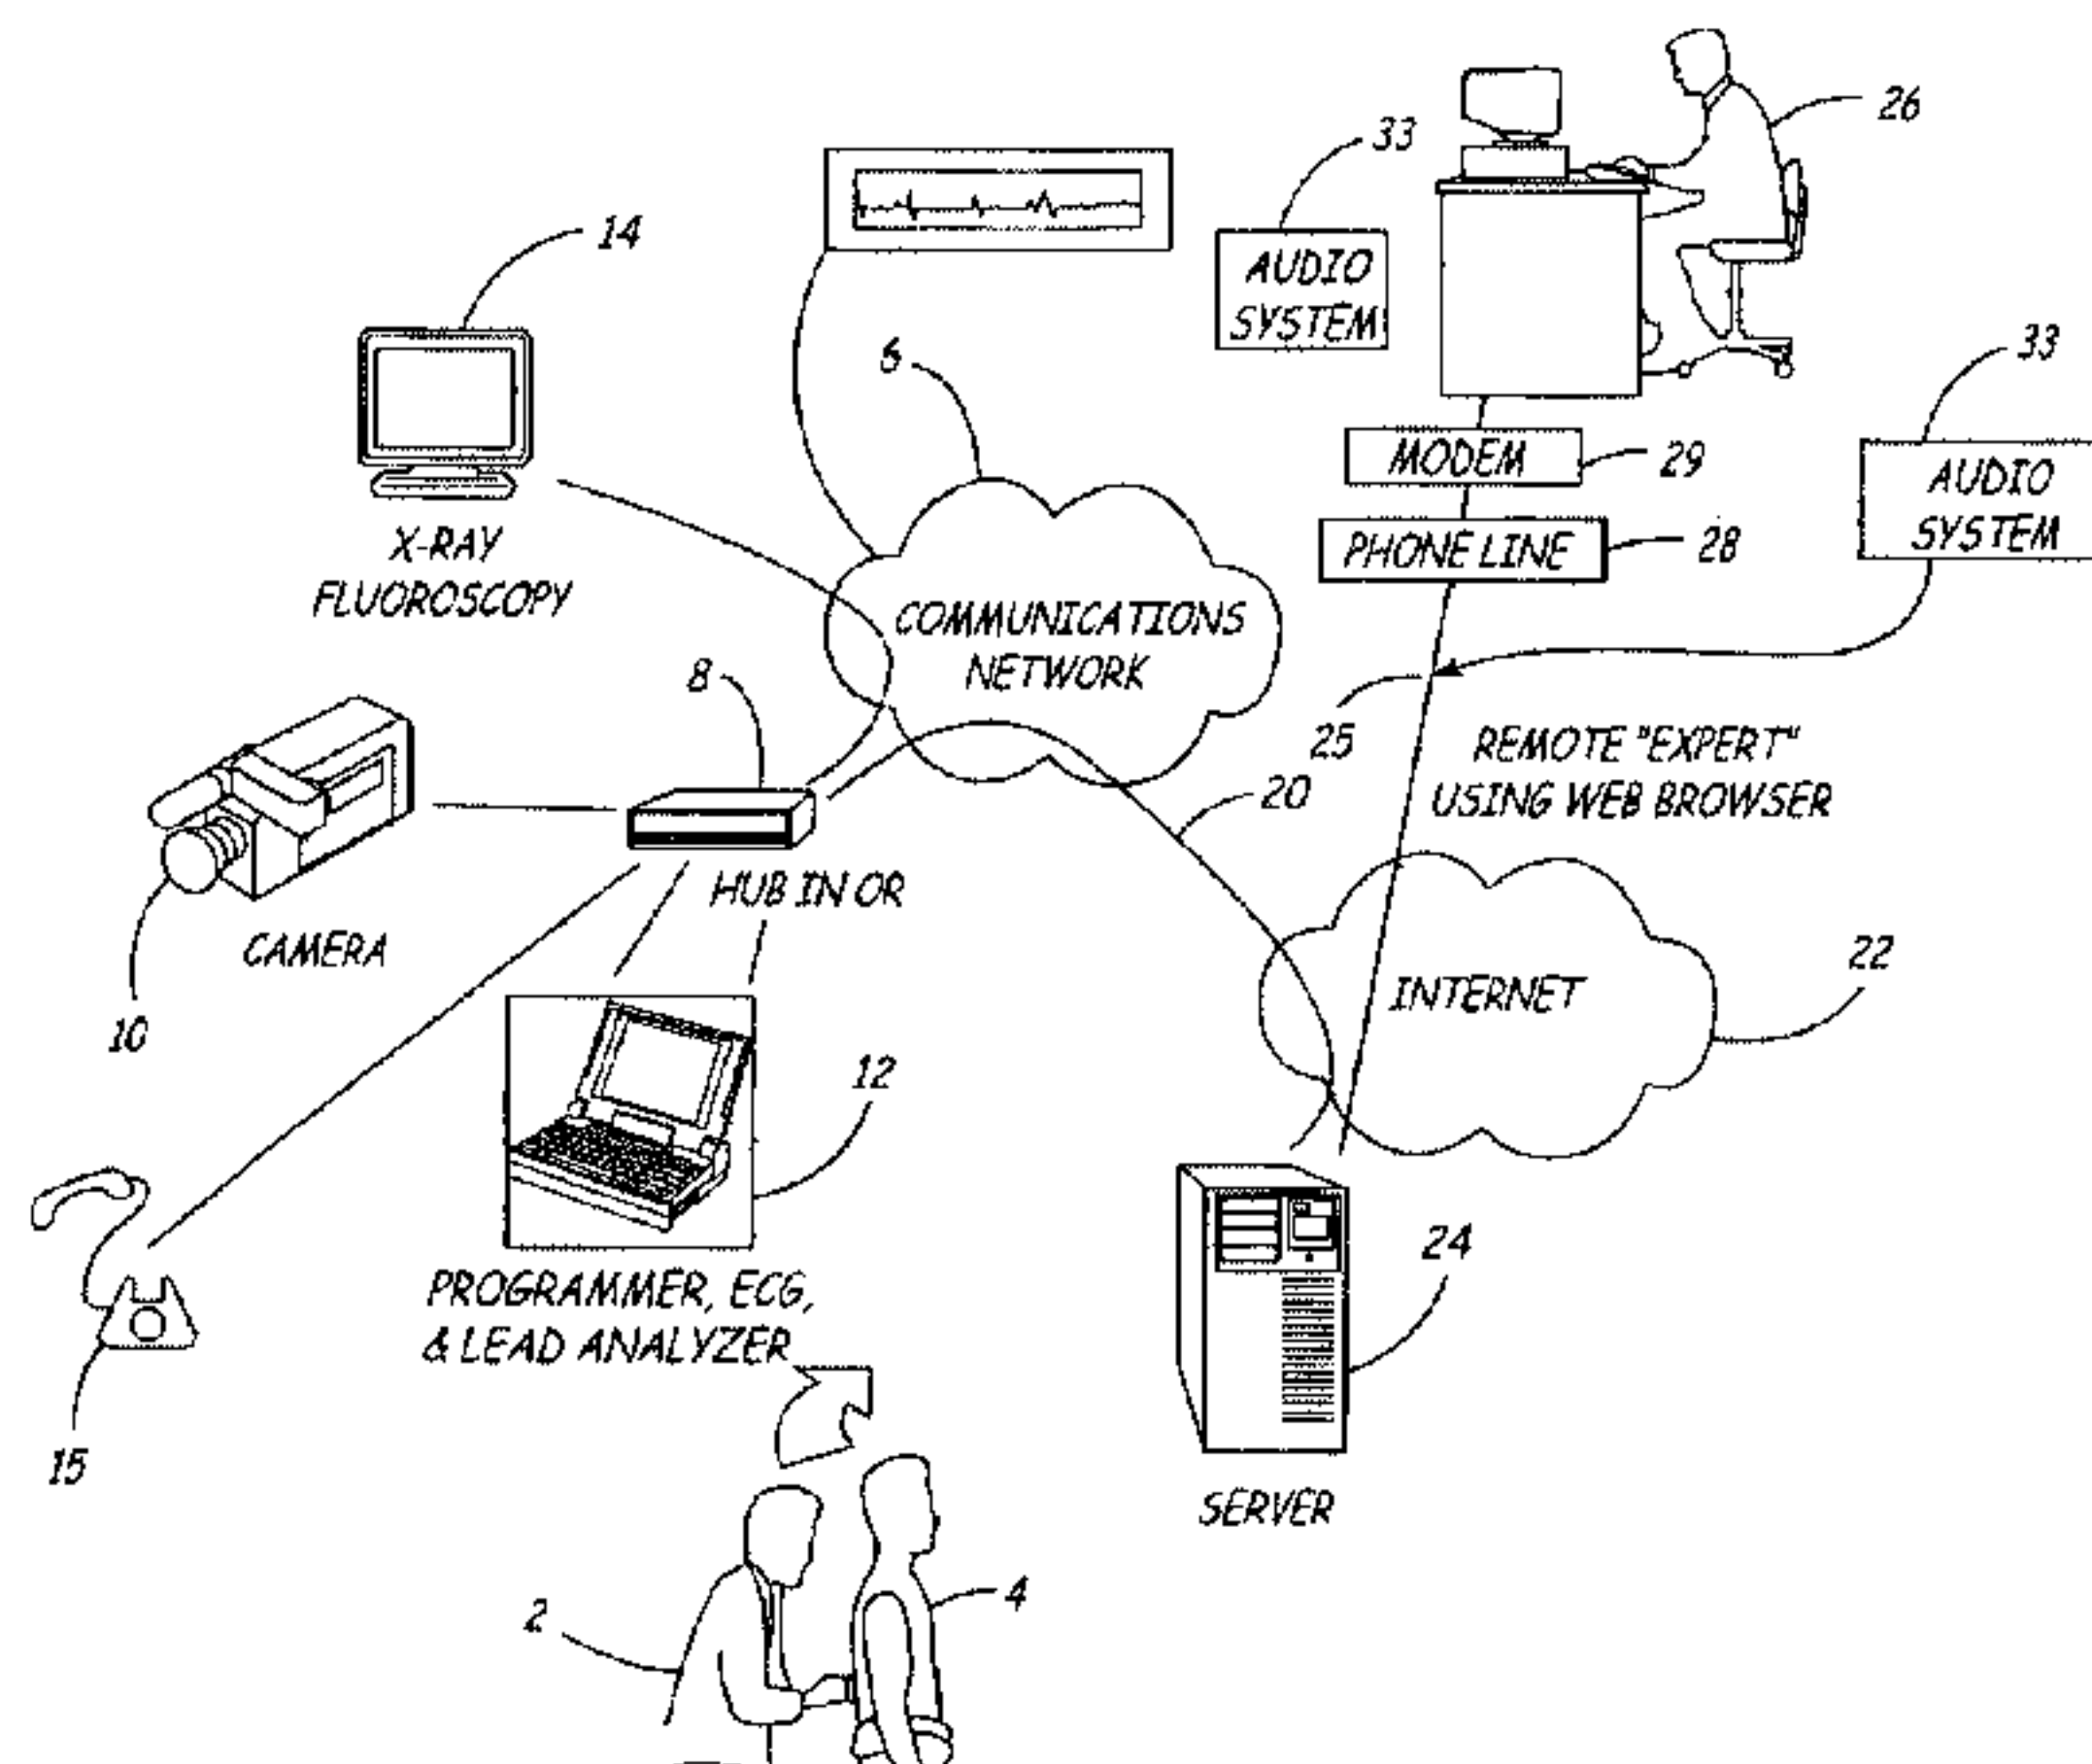 26
33
14
AUDIO
SYSTEM
6
33
MODEM
29
AUDIO
SYSTEM
X-RAY
FLUOROSCOPY
PHONE LINE
28
COMMUNICATIONS
NETWORK
8
25
REMOTE "EXPERT"
USING WEB BROWSER
20
HUB IN OR
CAMERA
22
INTERNET
10
12
24
PROGRAMMER, ECG,
& LEAD ANALYZER
15
SERVER
2
4